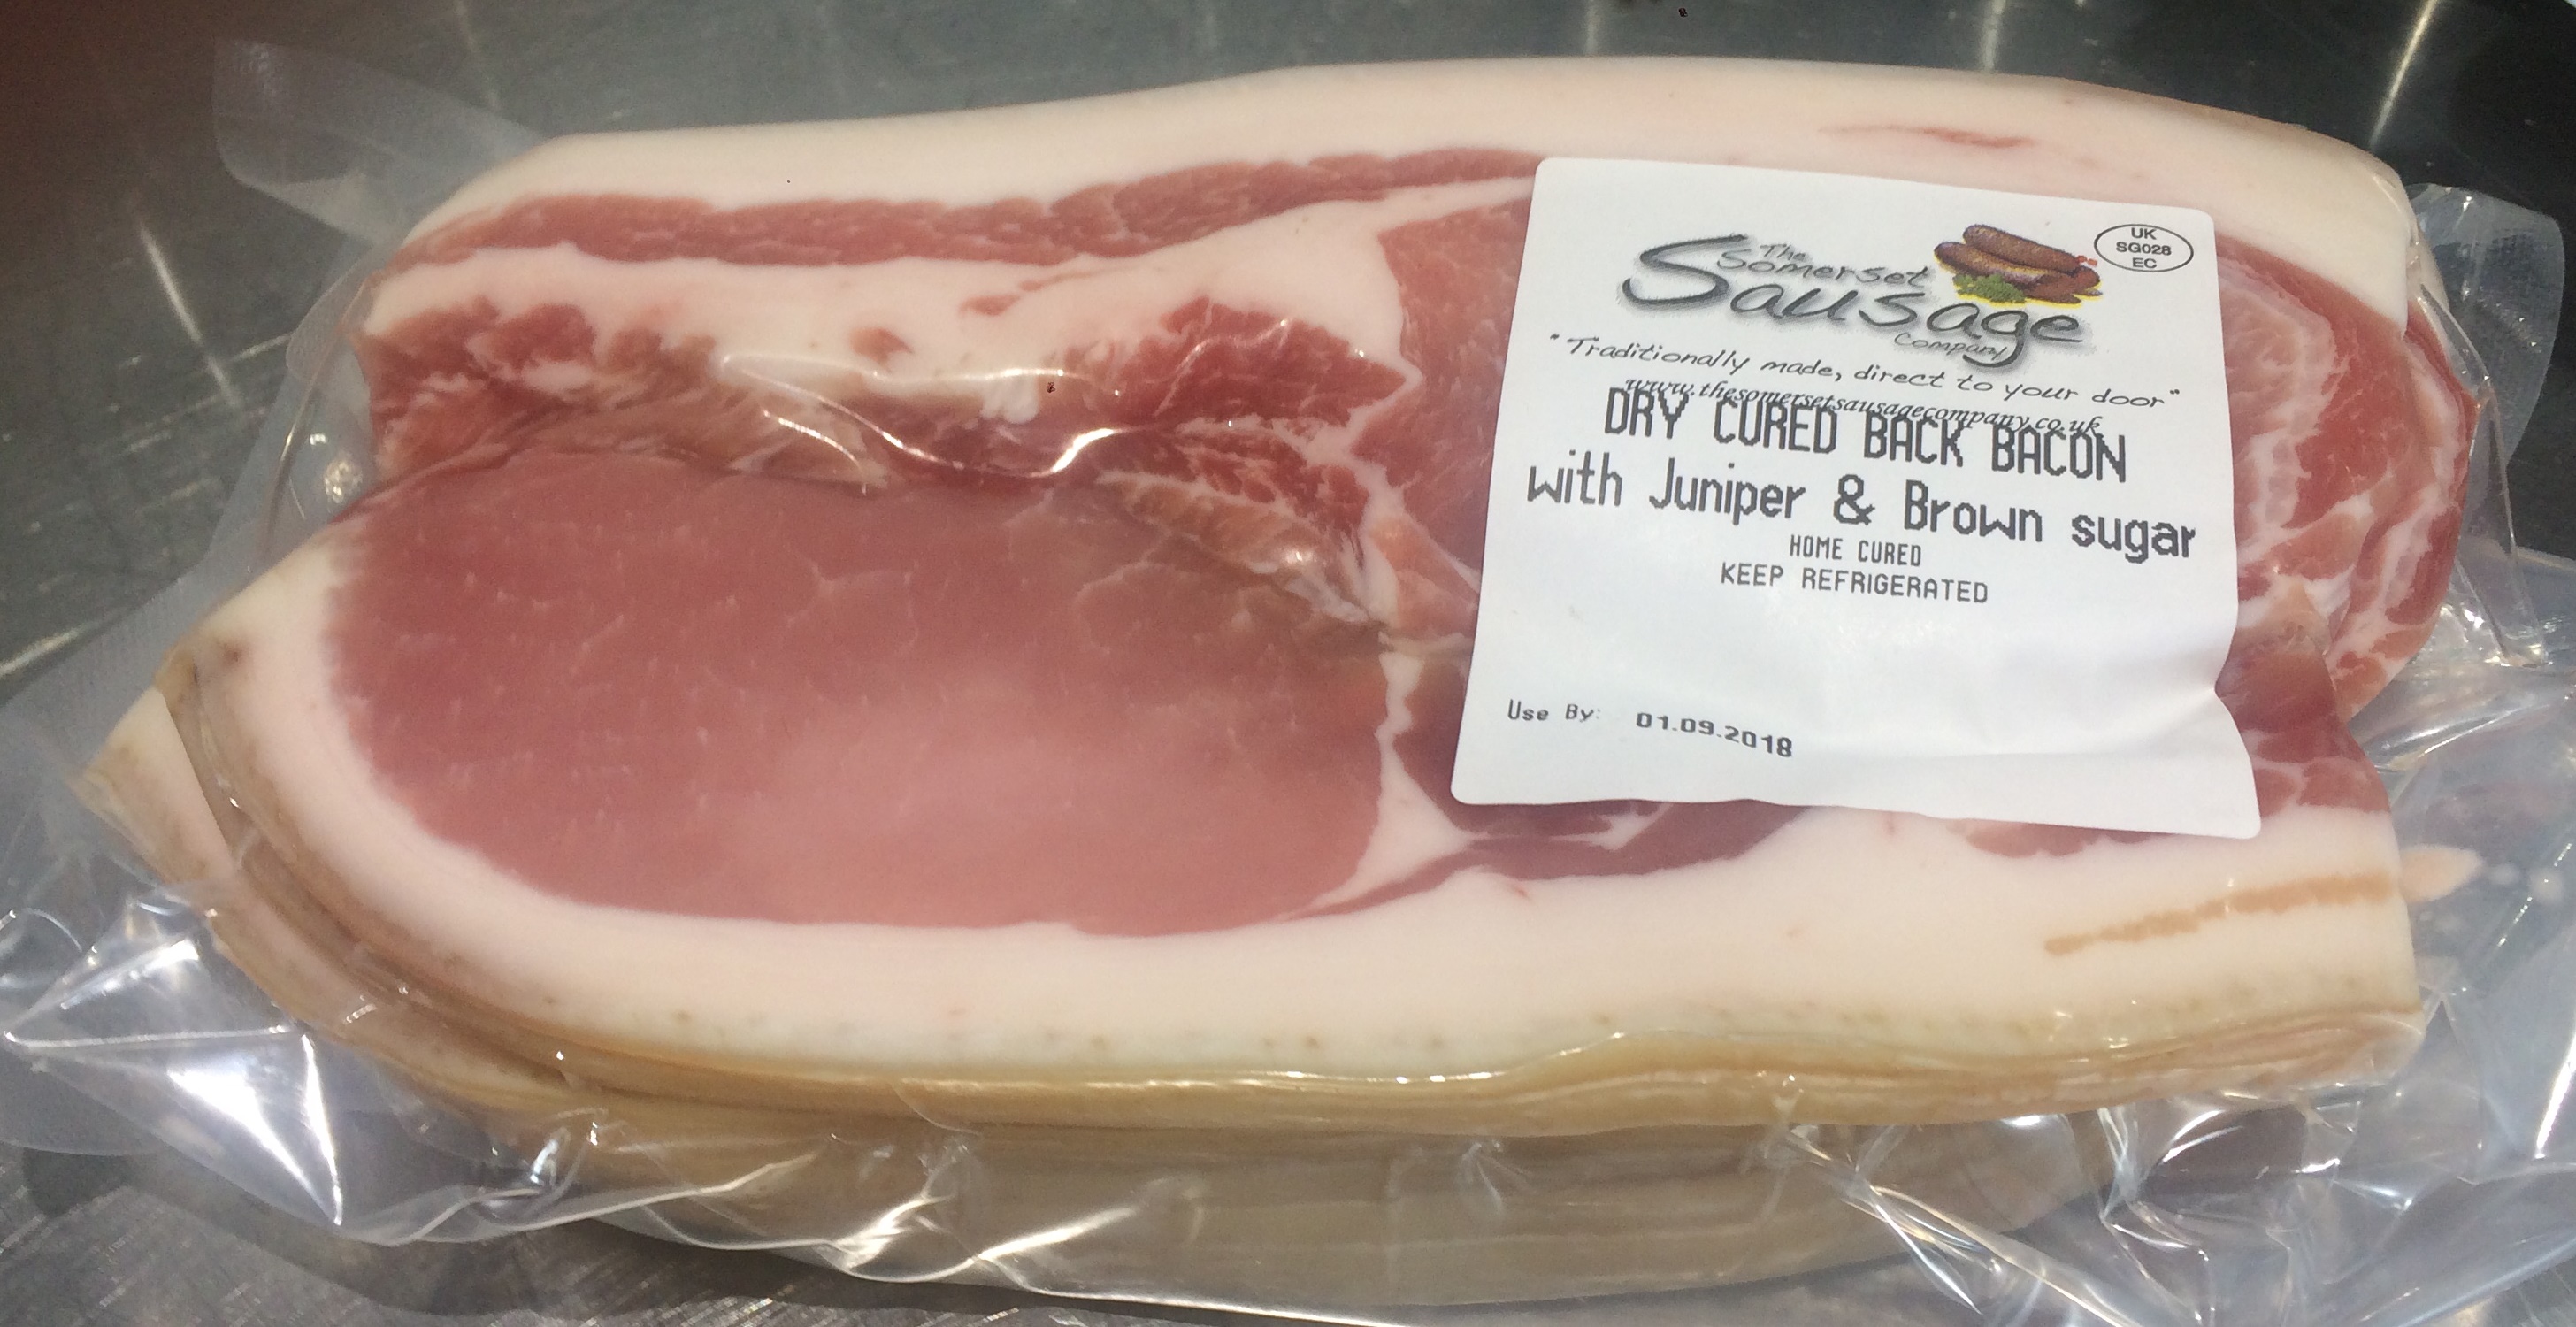 The
Somerset
Sausage
Company
UK
SG028
EC
"Traditionally made, direct to your door"
www.thesomersetsausagecompany.co.uk
DRY CURED BACK BACON
with Juniper & Brown sugar
HOME CURED
KEEP REFRIGERATED
Use By: 01.09.2018